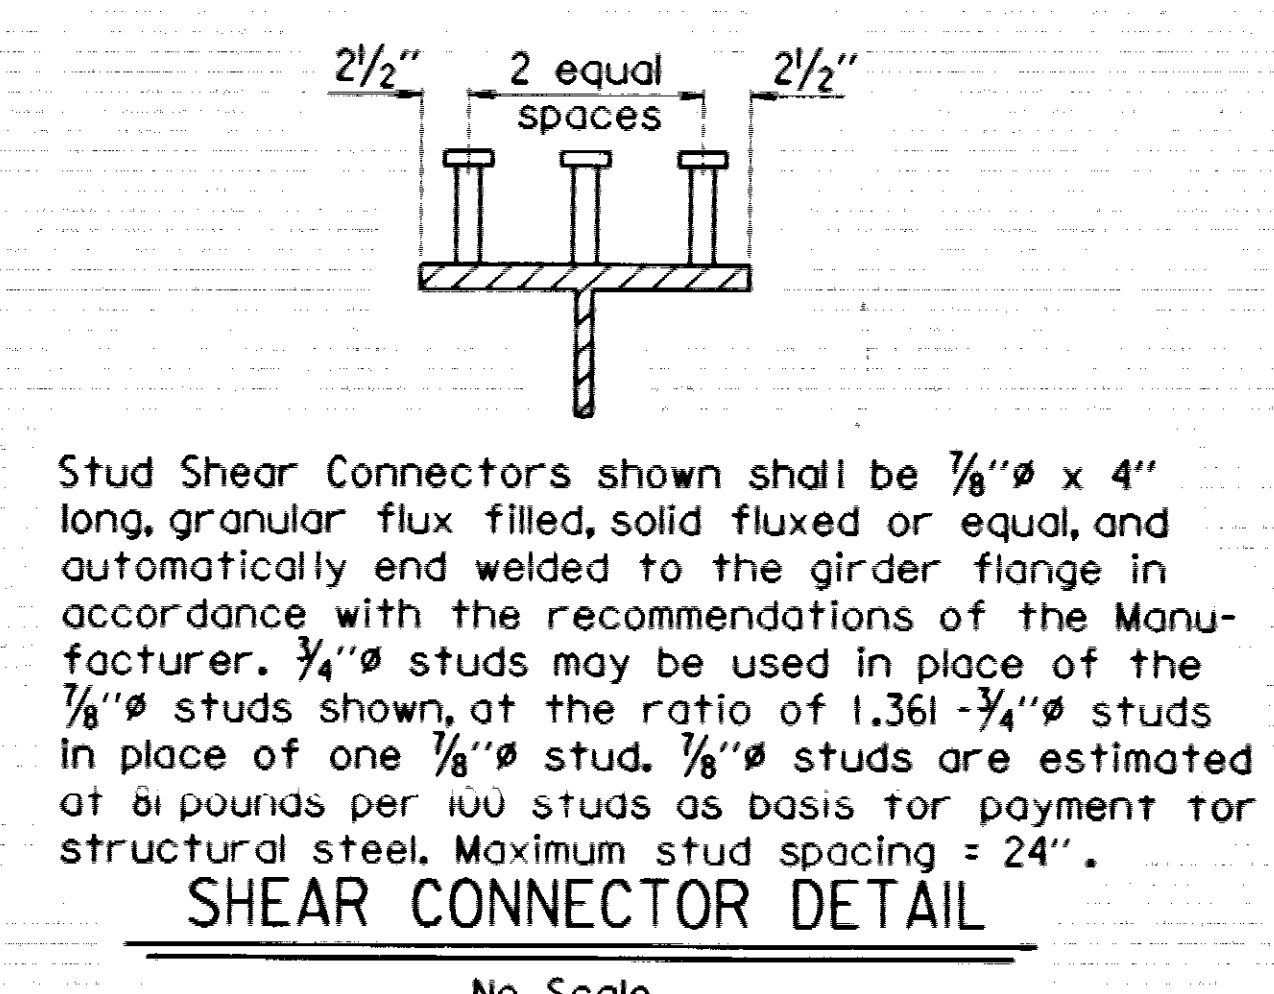 2½" 2 equal 2½"
spaces
Stud Shear Connectors shown shall be ⅞"ø x 4"
long, granular flux filled, solid fluxed or equal, and
automatically end welded to the girder flange in
accordance with the recommendations of the Manu-
facturer. ¾"ø studs may be used in place of the
⅞"ø studs shown, at the ratio of 1.361 - ¾"ø studs
in place of one ⅞"ø stud. ⅞"ø studs are estimated
at 81 pounds per 100 studs as basis for payment for
structural steel. Maximum stud spacing = 24".
SHEAR CONNECTOR DETAIL
No Scale